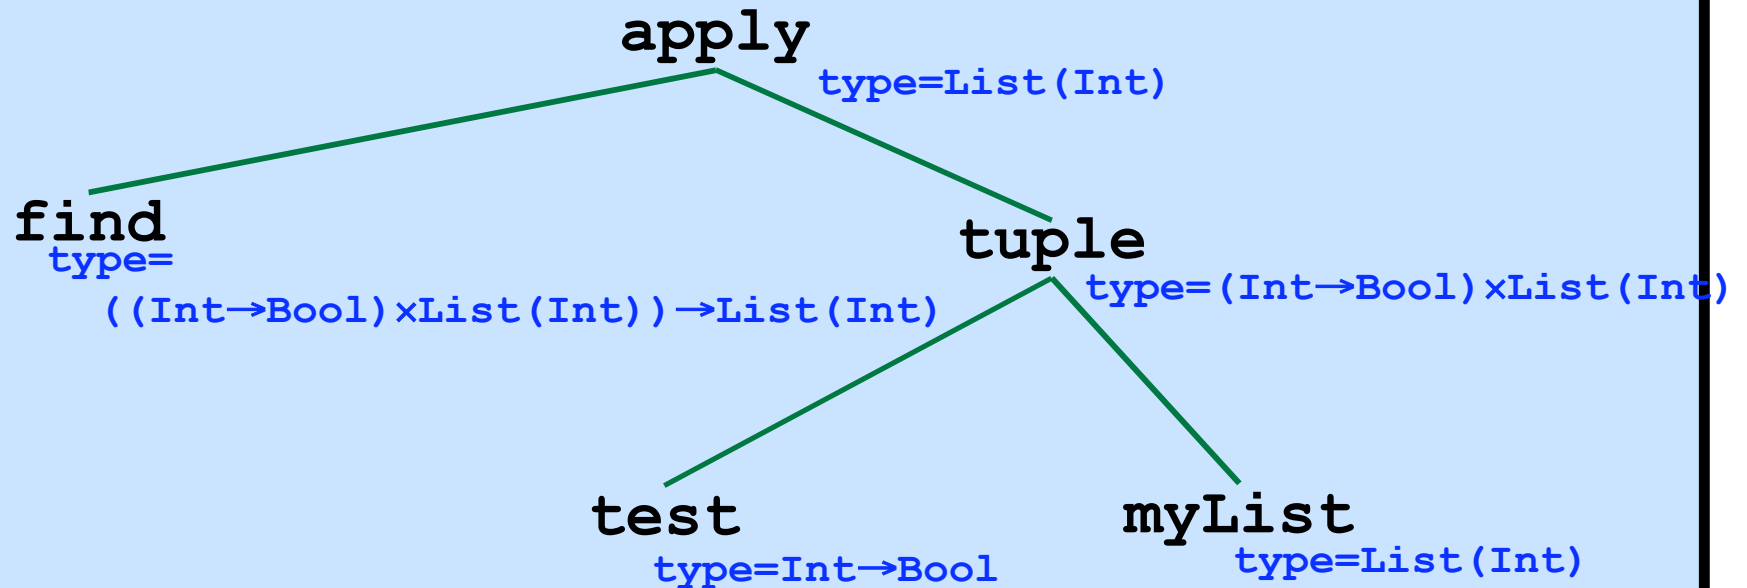 apply
type=List(Int)
find
type=
((Int→Bool)×List(Int))→List(Int)
tuple
type=(Int→Bool)×List(Int)
test
type=Int→Bool
myList
type=List(Int)